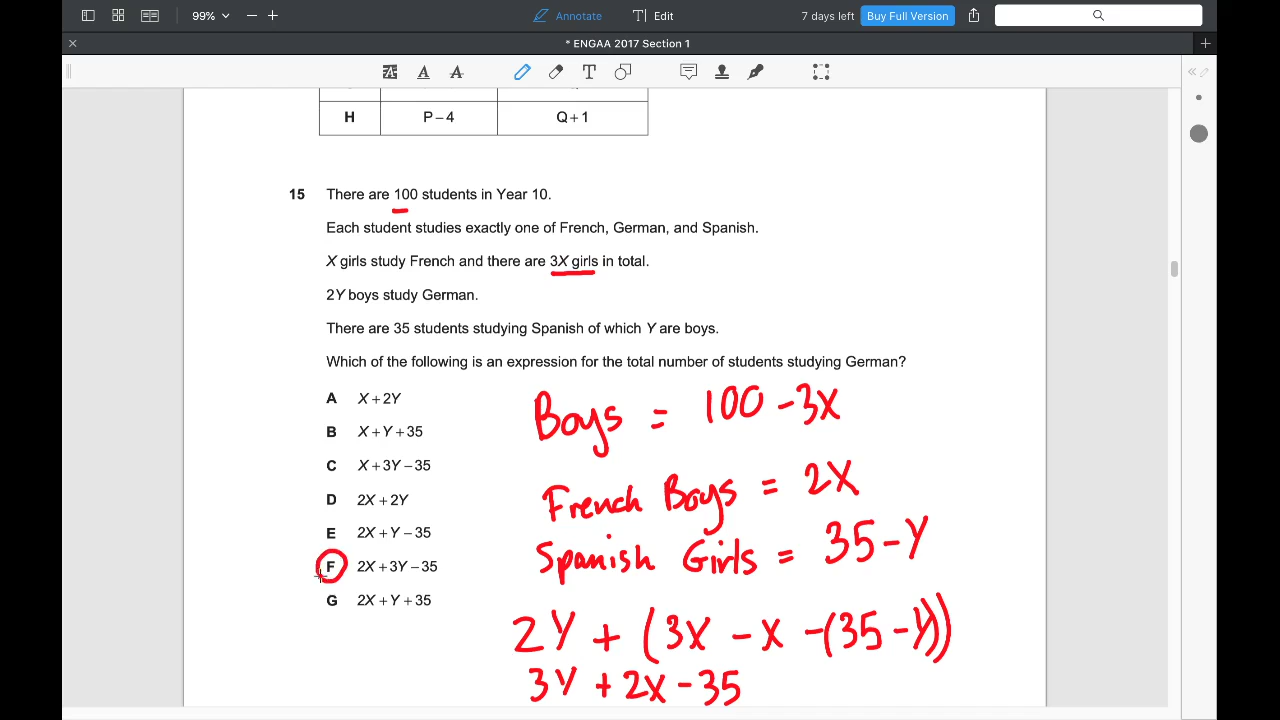 99%
Annotate
Edit
7 days left
Buy Full Version
* ENGAA 2017 Section 1
H P – 4 Q + 1
15 There are 100 students in Year 10.
Each student studies exactly one of French, German, and Spanish.
X girls study French and there are 3X girls in total.
2Y boys study German.
There are 35 students studying Spanish of which Y are boys.
Which of the following is an expression for the total number of students studying German?
A X + 2Y
B X + Y + 35
C X + 3Y – 35
D 2X + 2Y
E 2X + Y – 35
F 2X + 3Y – 35
G 2X + Y + 35
Boys = 100 - 3X
French Boys = 2X
Spanish Girls = 35 - Y
2Y + (3X - X - (35 - Y))
3Y + 2X - 35